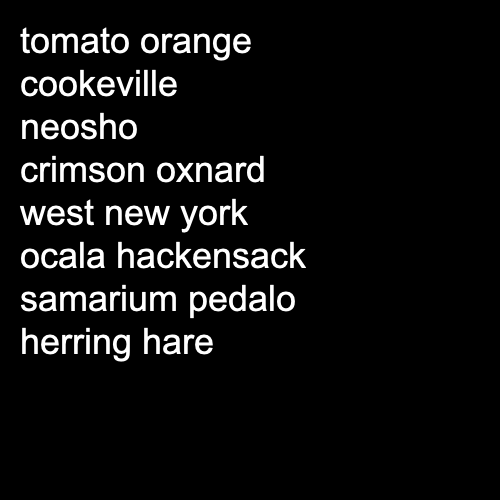 tomato orange
cookeville
neosho
crimson oxnard
west new york
ocala hackensack
samarium pedalo
herring hare